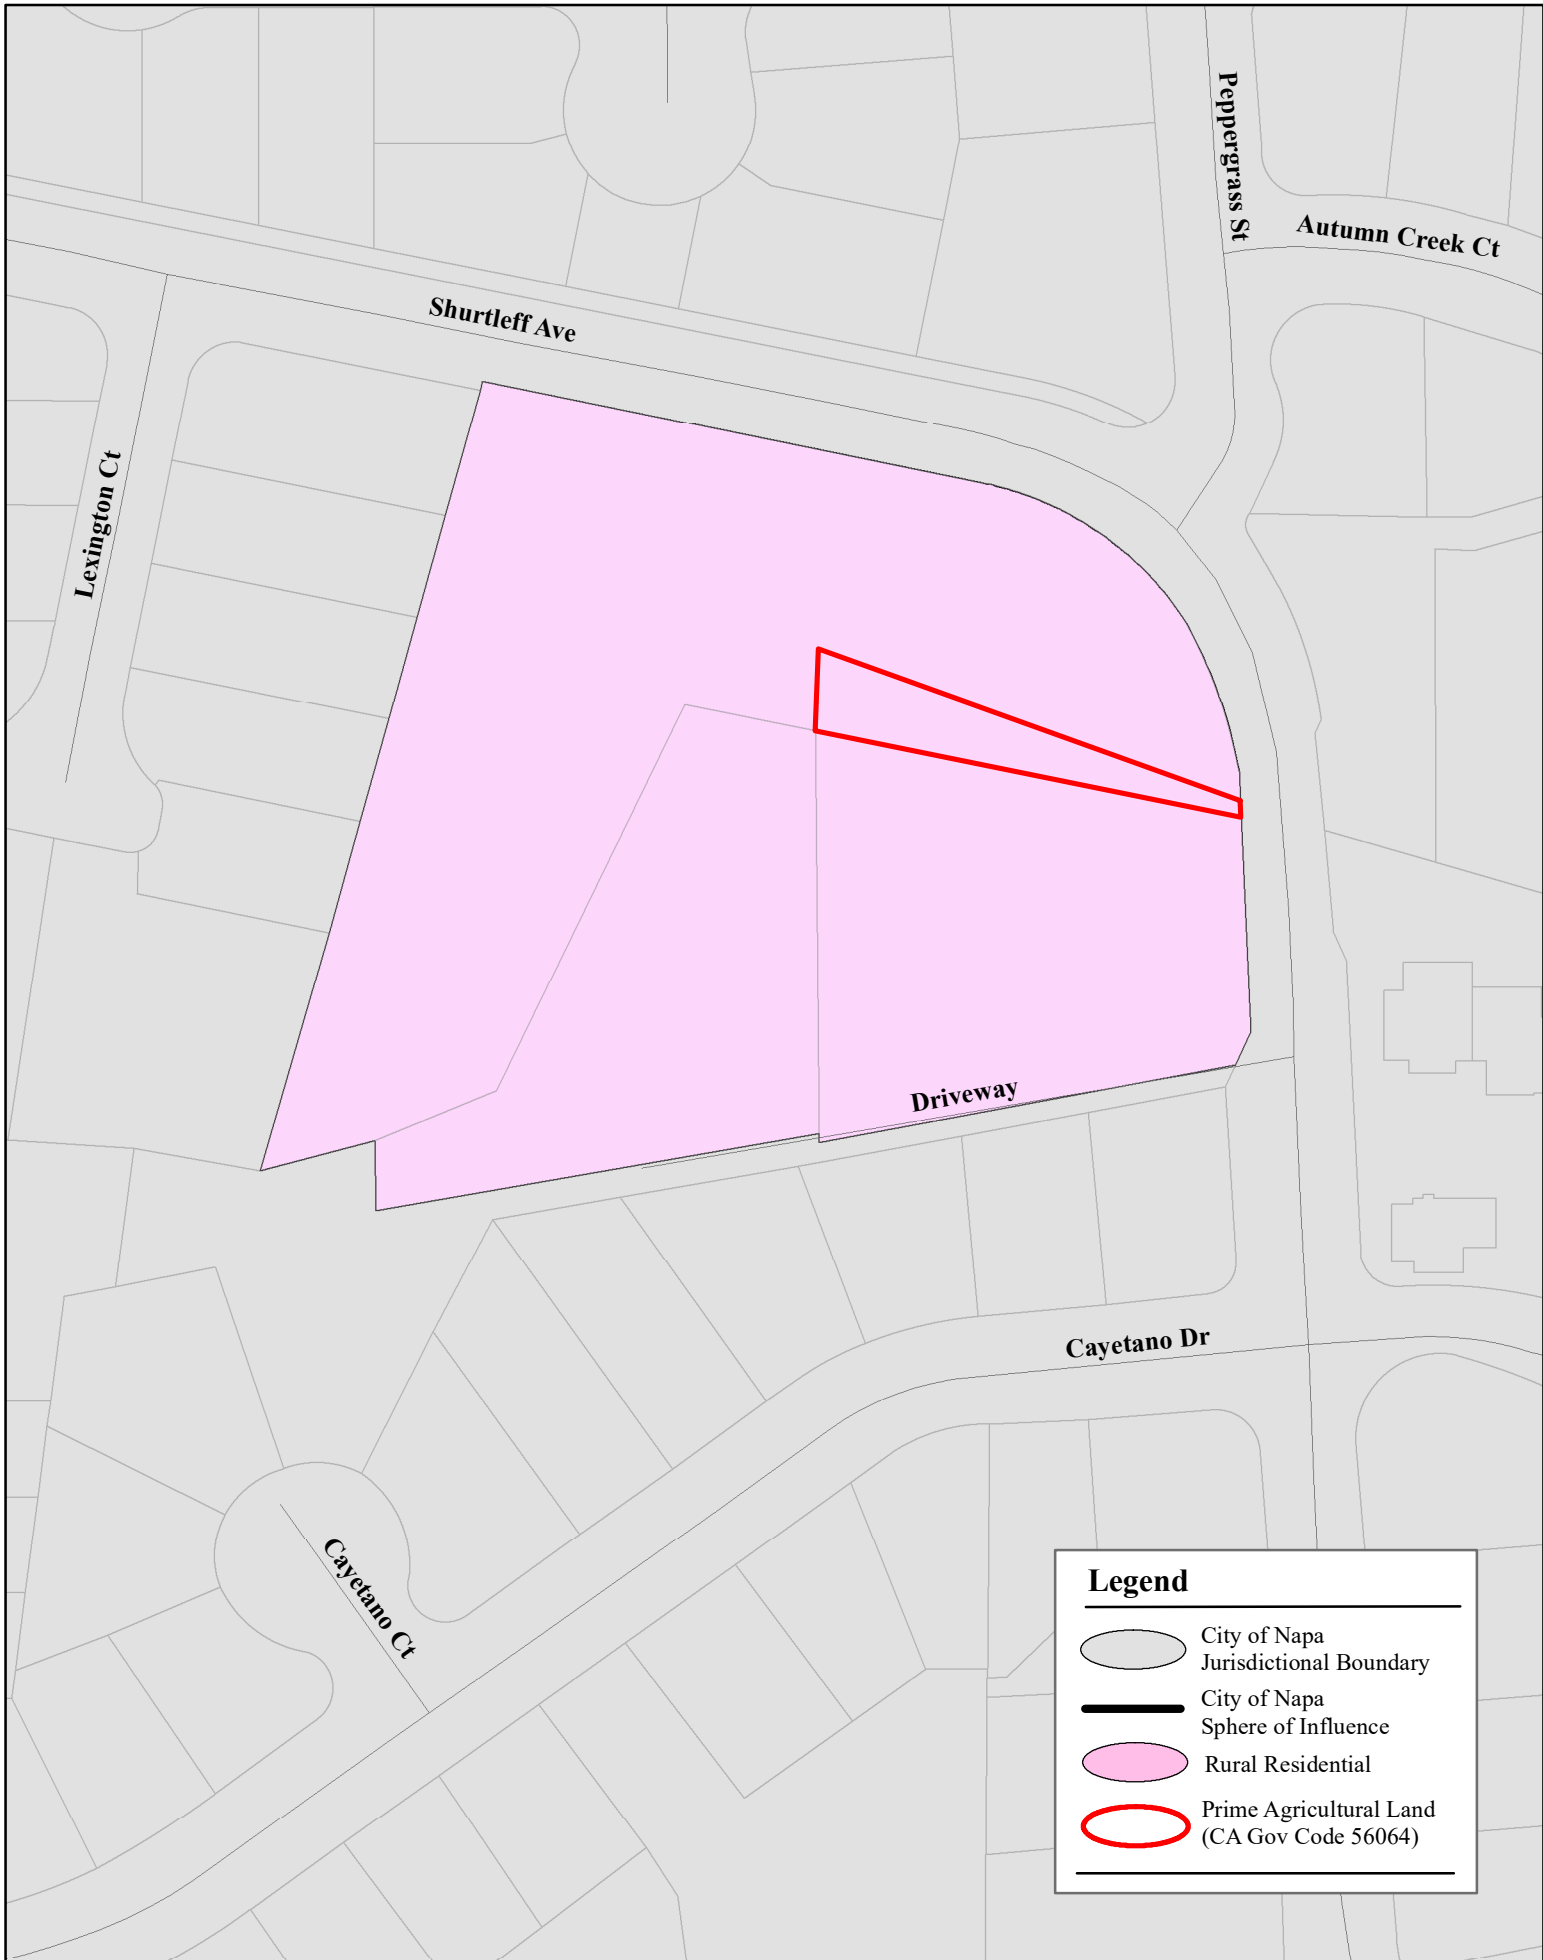 Peppergrass St
Autumn Creek Ct
Shurtleff Ave
Lexington Ct
Driveway
Cayetano Dr
Cayetano Ct
Legend
City of Napa
Jurisdictional Boundary
City of Napa
Sphere of Influence
Rural Residential
Prime Agricultural Land
(CA Gov Code 56064)